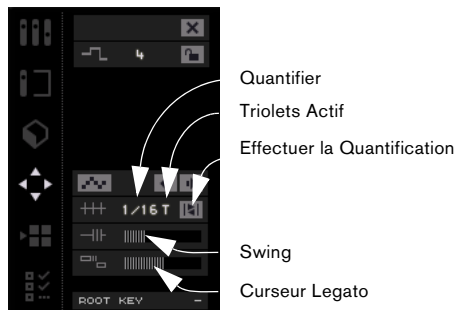 4
Quantifier
Triolets Actif
Effectuer la Quantification
1/16 T
Swing
Curseur Legato
ROOT KEY –